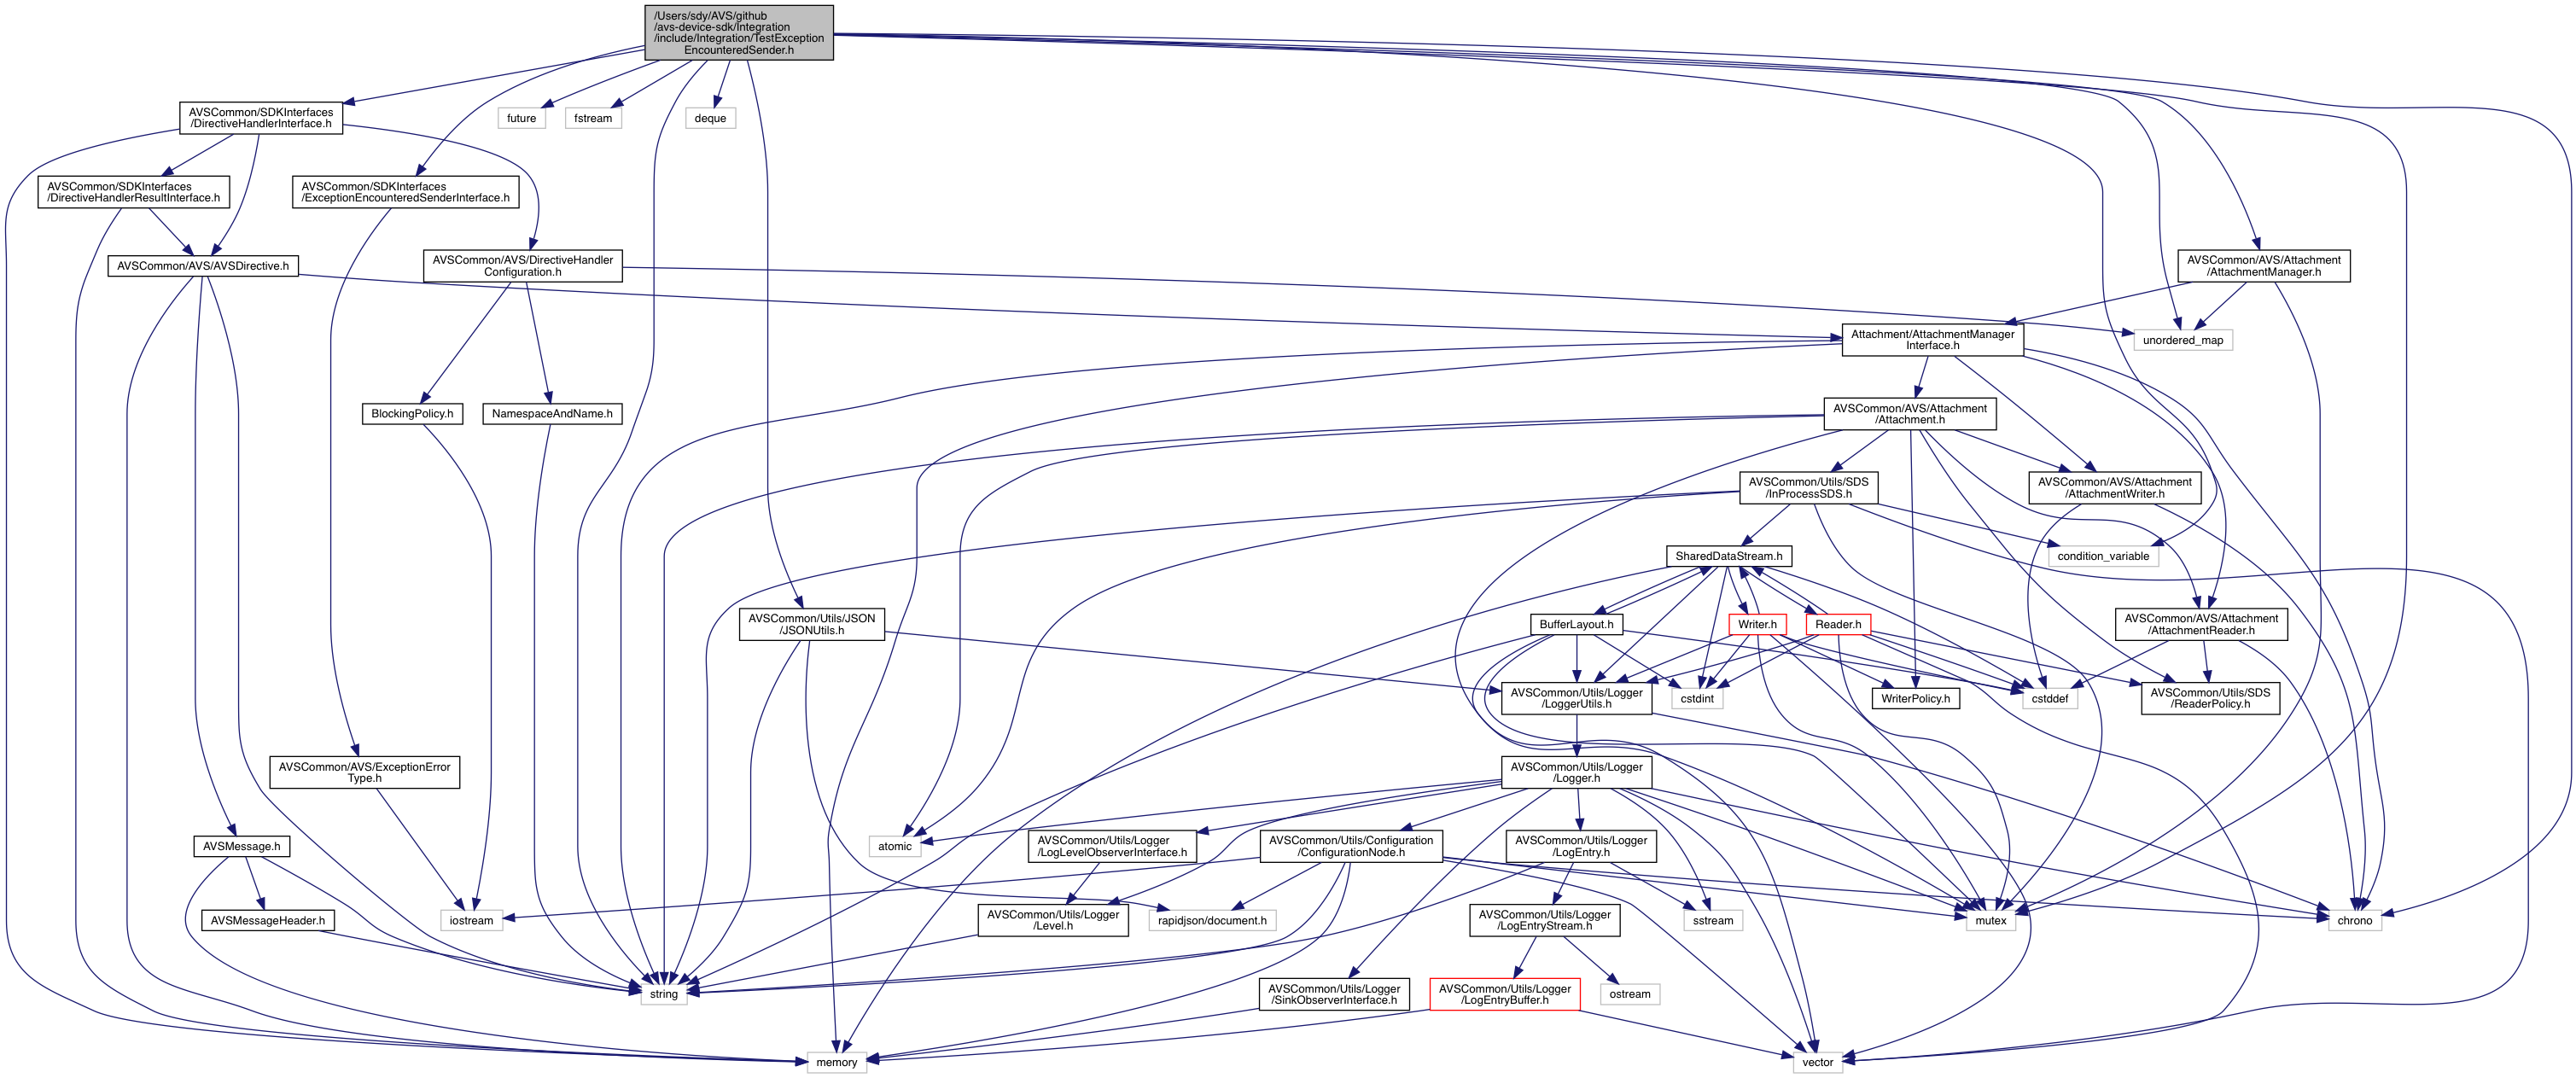 /Users/sdy/AVS/github
/avs-device-sdk/Integration
/include/Integration/TestException
EncounteredSender.h
AVSCommon/SDKInterfaces
/DirectiveHandlerInterface.h
future
fstream
deque
AVSCommon/SDKInterfaces
/DirectiveHandlerResultInterface.h
AVSCommon/SDKInterfaces
/ExceptionEncounteredSenderInterface.h
AVSCommon/AVS/AVSDirective.h
AVSCommon/AVS/DirectiveHandler
Configuration.h
AVSCommon/AVS/Attachment
/AttachmentManager.h
Attachment/AttachmentManager
Interface.h
unordered_map
BlockingPolicy.h
NamespaceAndName.h
AVSCommon/AVS/Attachment
/Attachment.h
AVSCommon/Utils/SDS
/InProcessSDS.h
AVSCommon/AVS/Attachment
/AttachmentWriter.h
SharedDataStream.h
condition_variable
AVSCommon/Utils/JSON
/JSONUtils.h
BufferLayout.h
Writer.h
Reader.h
AVSCommon/AVS/Attachment
/AttachmentReader.h
AVSCommon/Utils/Logger
/LoggerUtils.h
cstdint
WriterPolicy.h
cstddef
AVSCommon/Utils/SDS
/ReaderPolicy.h
AVSCommon/AVS/ExceptionError
Type.h
AVSCommon/Utils/Logger
/Logger.h
AVSMessage.h
atomic
AVSCommon/Utils/Logger
/LogLevelObserverInterface.h
AVSCommon/Utils/Configuration
/ConfigurationNode.h
AVSCommon/Utils/Logger
/LogEntry.h
AVSMessageHeader.h
iostream
AVSCommon/Utils/Logger
/Level.h
rapidjson/document.h
AVSCommon/Utils/Logger
/LogEntryStream.h
sstream
mutex
chrono
string
AVSCommon/Utils/Logger
/SinkObserverInterface.h
AVSCommon/Utils/Logger
/LogEntryBuffer.h
ostream
memory
vector